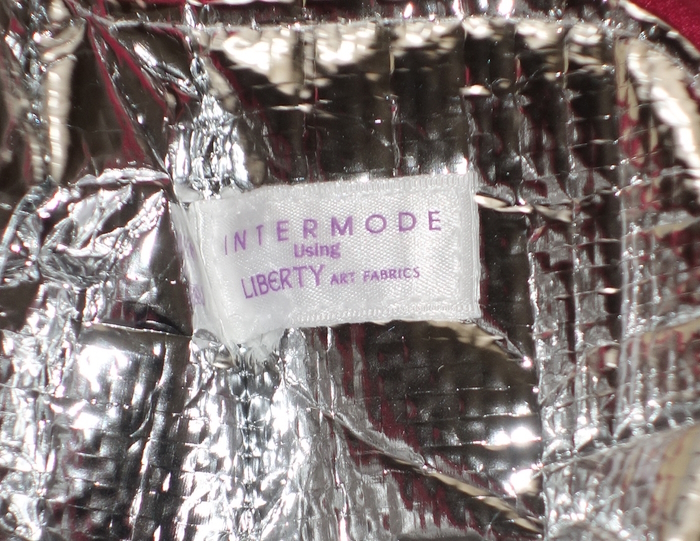 INTERMODE
Using
LIBERTY ART FABRICS